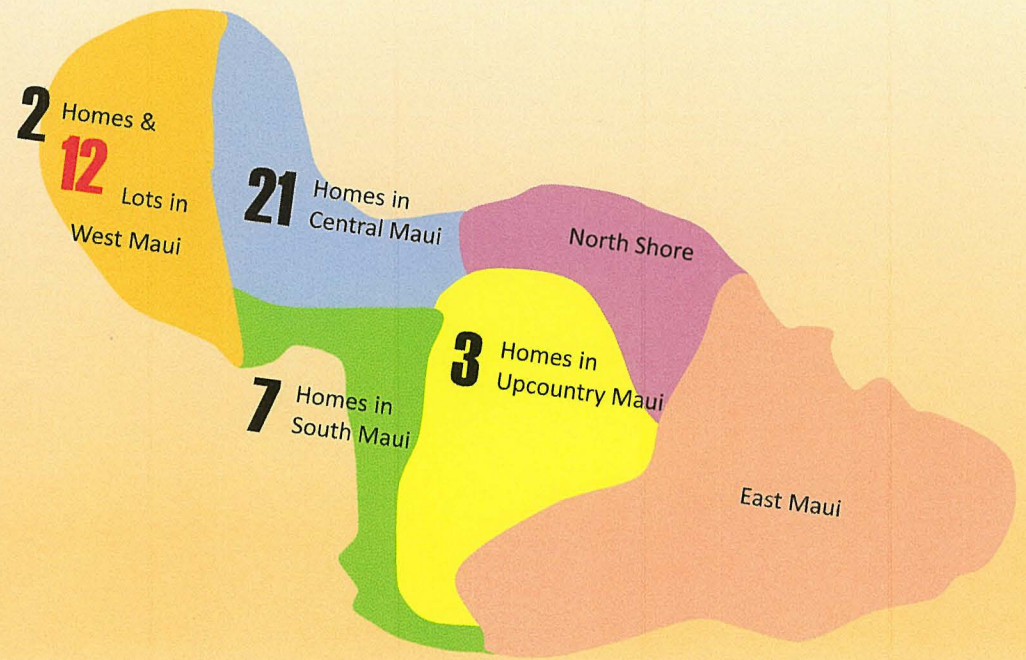 2 Homes &
12 Lots in
West Maui
21 Homes in
Central Maui
North Shore
3 Homes in
Upcountry Maui
7 Homes in
South Maui
East Maui